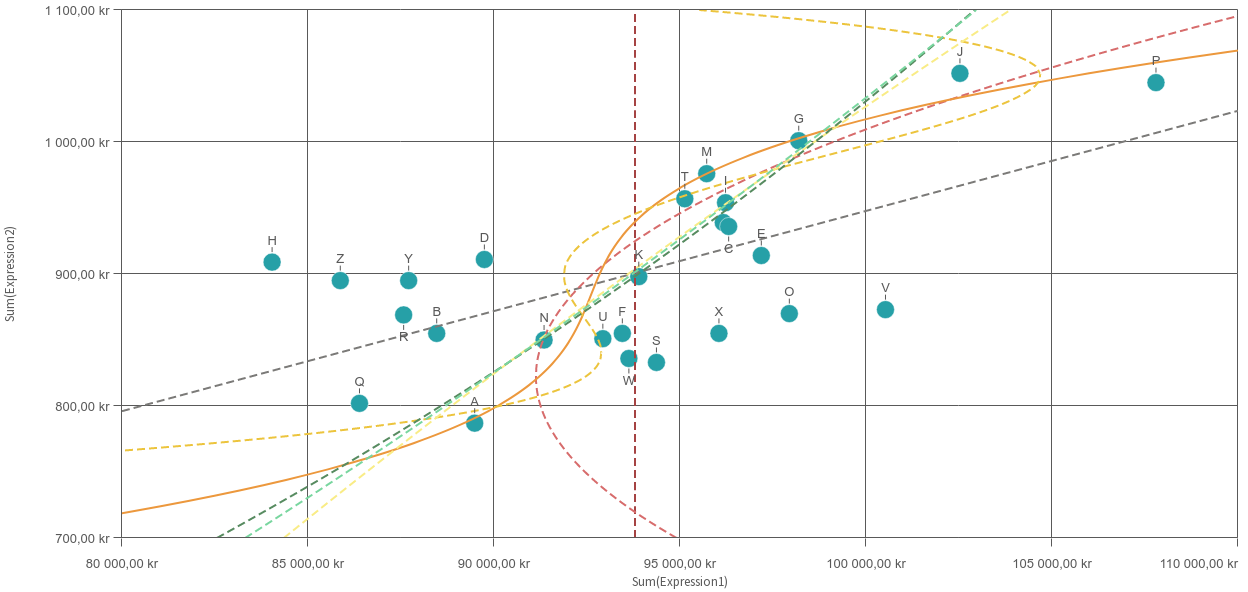 1 100,00 kr
1 000,00 kr
900,00 kr
800,00 kr
700,00 kr
Sum(Expression2)
J
P
G
M
T
I
K
C
E
H
Z
Y
D
R
B
N
U
F
W
S
X
O
V
Q
A
80 000,00 kr
85 000,00 kr
90 000,00 kr
95 000,00 kr
100 000,00 kr
105 000,00 kr
110 000,00 kr
Sum(Expression1)